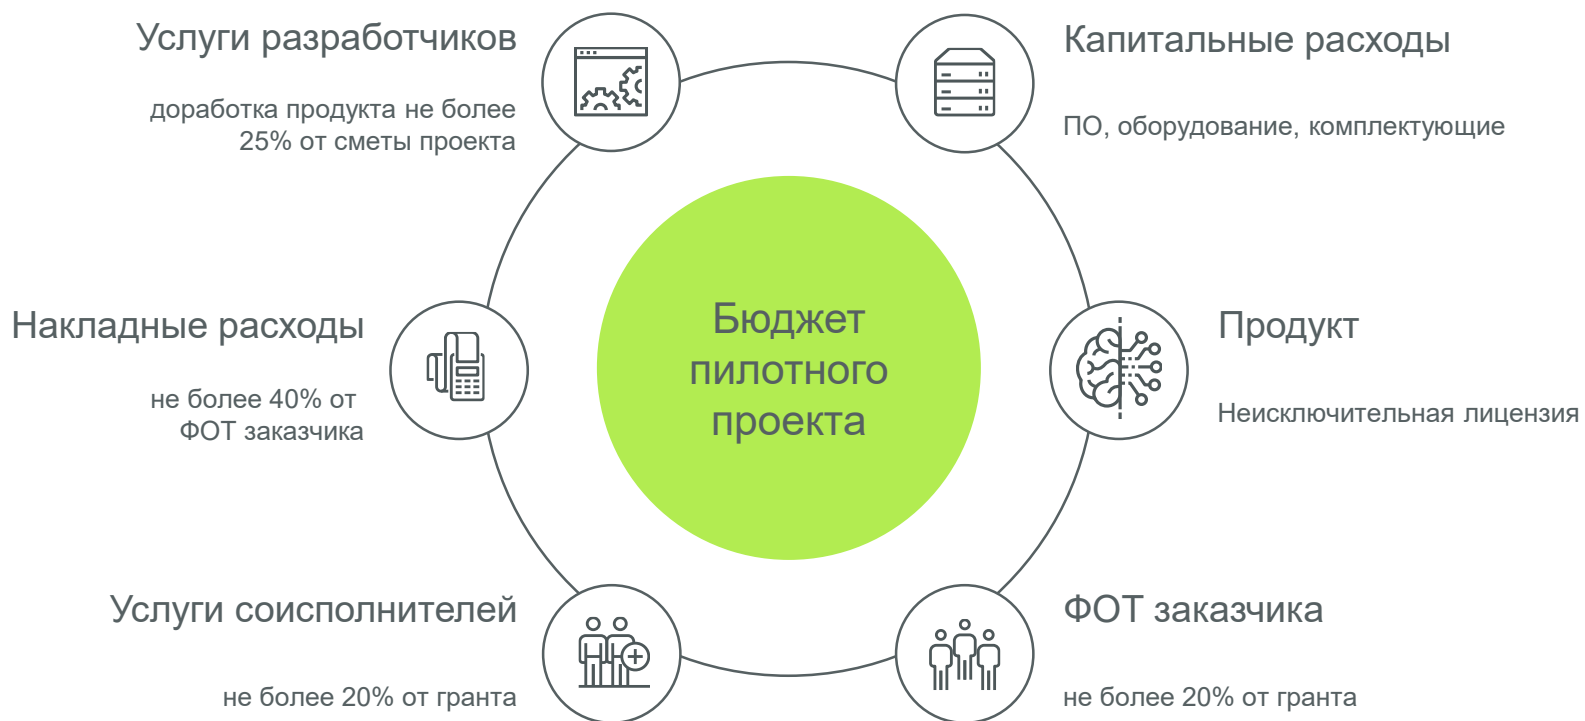 Услуги разработчиков
доработка продукта не более
25% от сметы проекта
Капитальные расходы
ПО, оборудование, комплектующие
Накладные расходы
не более 40% от
ФОТ заказчика
Бюджет
пилотного
проекта
Продукт
Неисключительная лицензия
Услуги соисполнителей
не более 20% от гранта
ФОТ заказчика
не более 20% от гранта